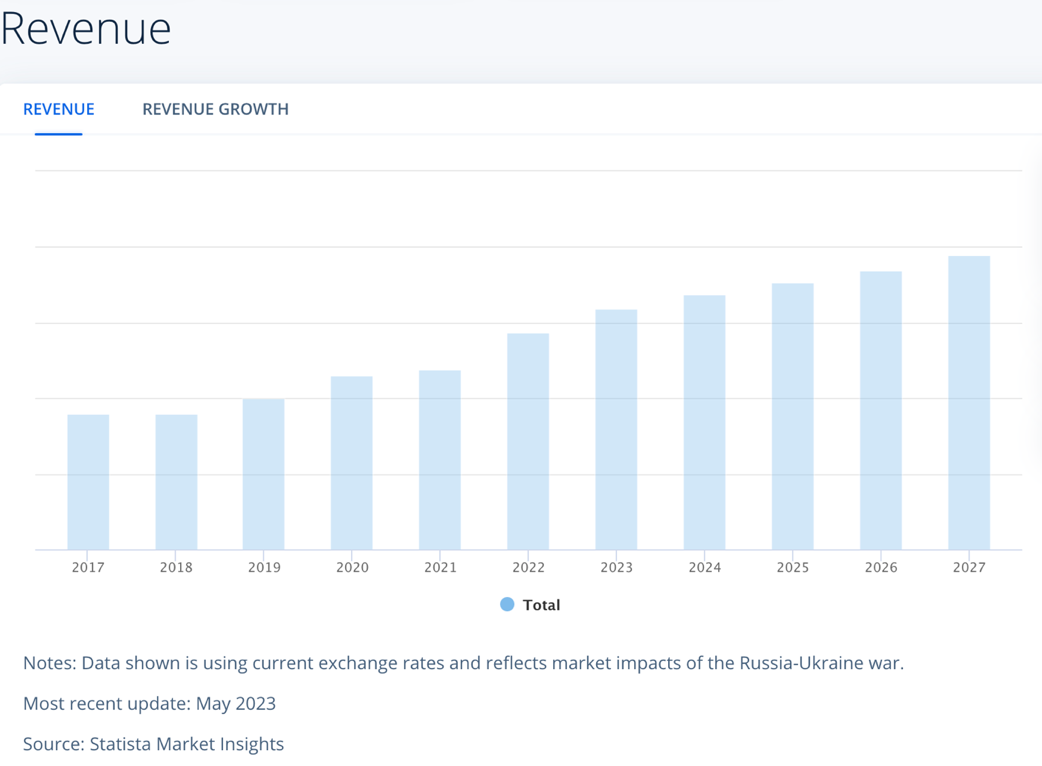 Revenue
REVENUE REVENUE GROWTH
2017 2018 2019 2020 2021 2022 2023 2024 2025 2026 2027
Total
Notes: Data shown is using current exchange rates and reflects market impacts of the Russia-Ukraine war.
Most recent update: May 2023
Source: Statista Market Insights